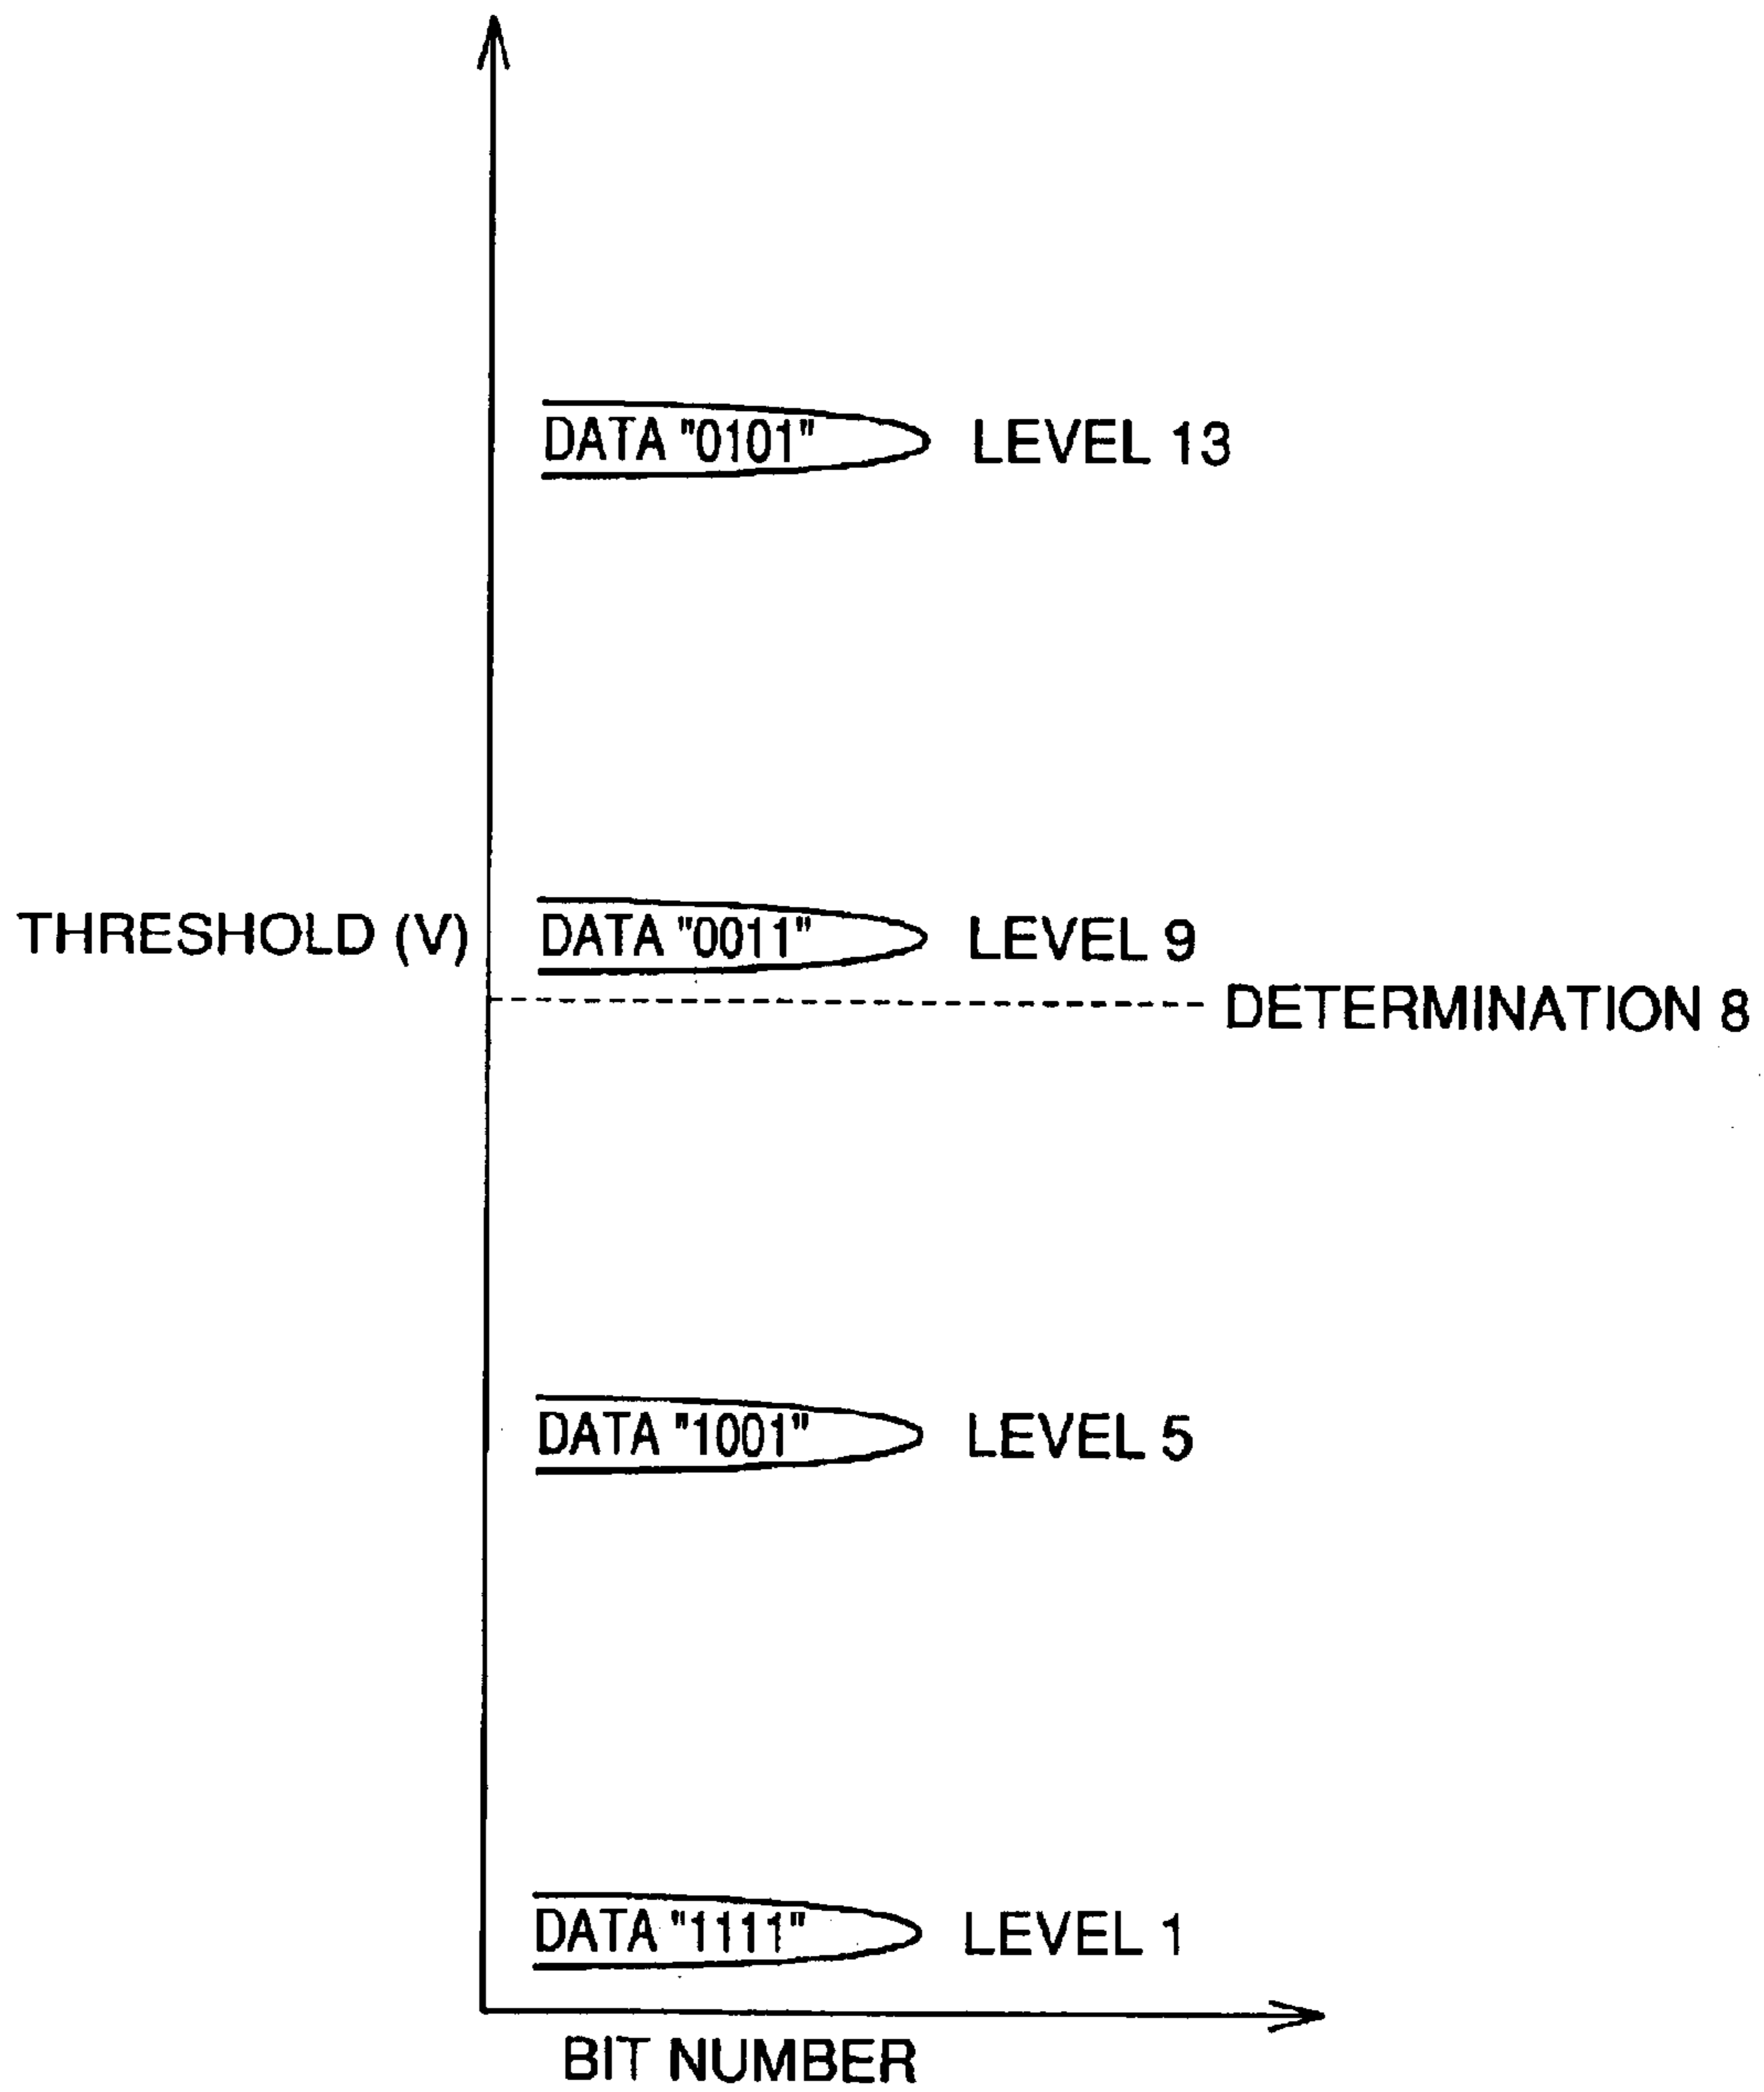 DATA "0101" LEVEL 13
THRESHOLD (V) DATA "0011" LEVEL 9
DETERMINATION 8
DATA "1001" LEVEL 5
DATA "1111" LEVEL 1
BIT NUMBER